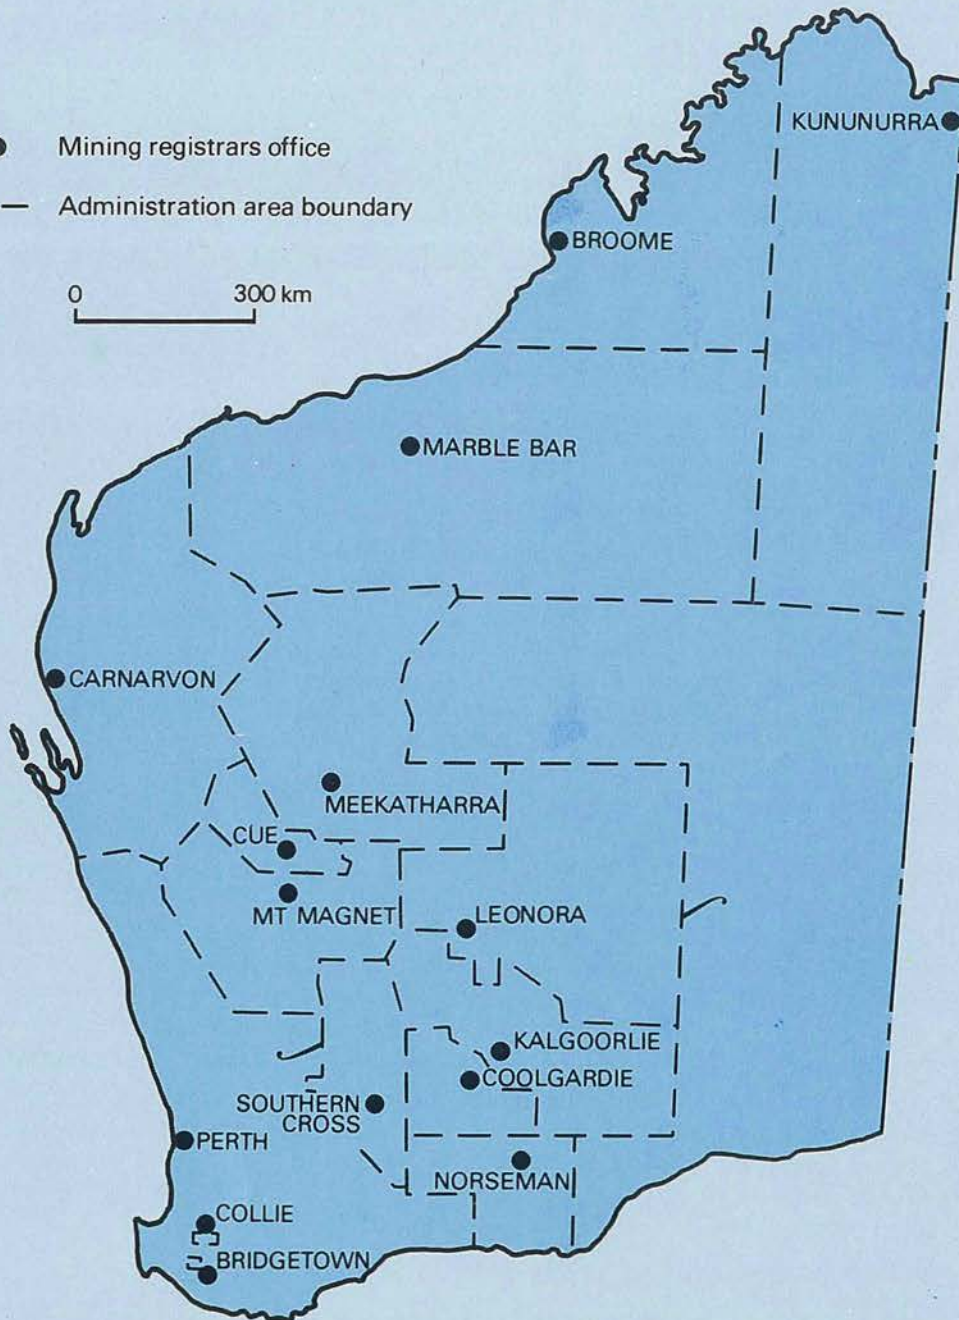 KUNUNURRA
Mining registrars office
Administration area boundary
BROOME
0 300 km
MARBLE BAR
CARNARVON
MEEKATHARRA
CUE
MT MAGNET
LEONORA
KALGOORLIE
COOLGARDIE
SOUTHERN
CROSS
PERTH
NORSEMAN
COLLIE
BRIDGETOWN